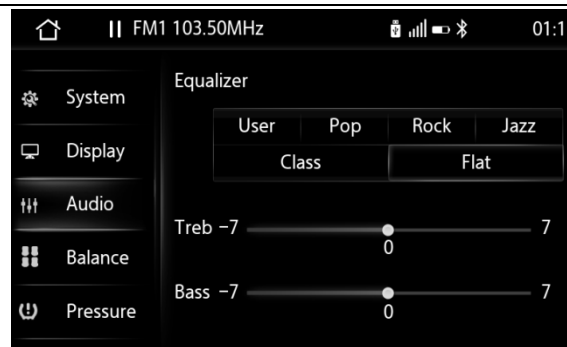 FM1 103.50MHz 01:1
System
Display
Audio
Balance
Pressure
Equalizer
User Pop Rock Jazz
Class Flat
Treb -7 7
0
Bass -7 7
0